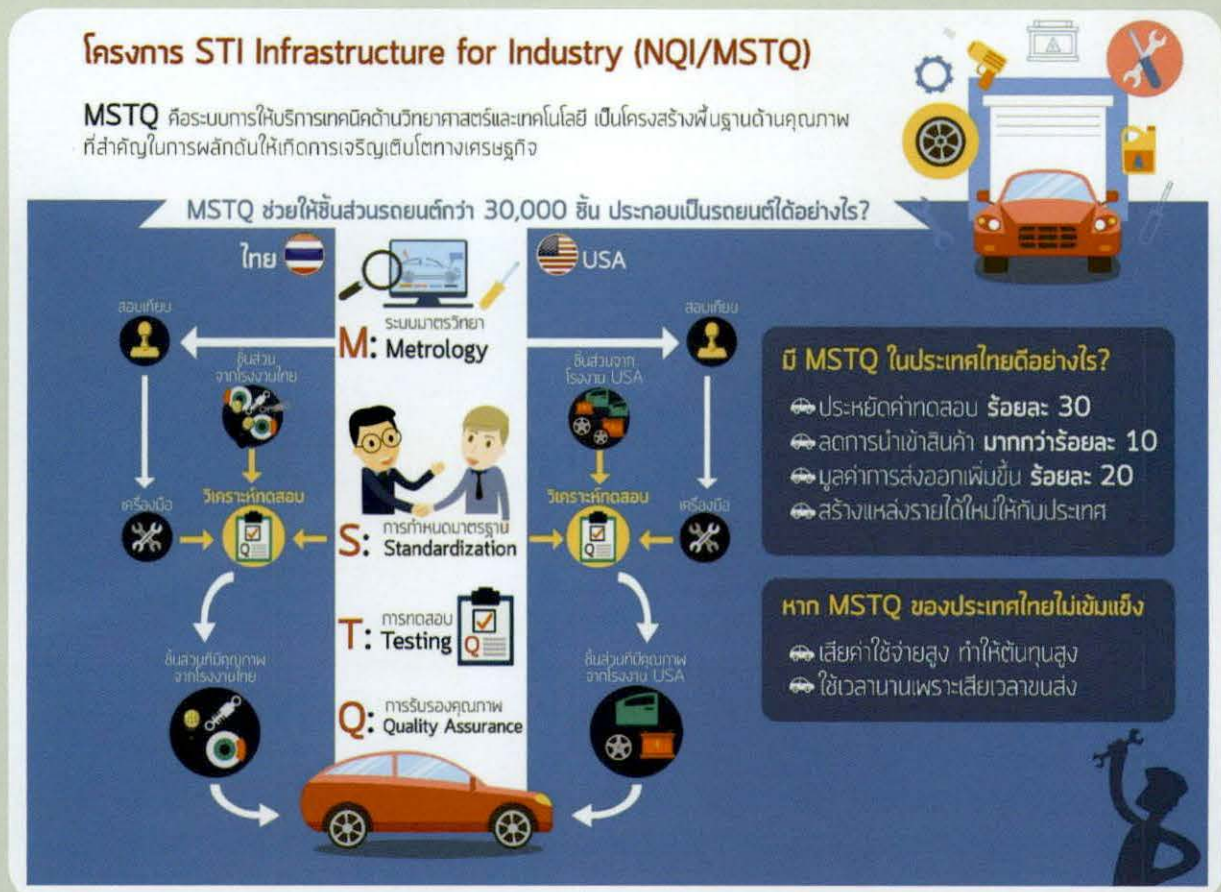 โครงการ STI Infrastructure for Industry (NQI/MSTQ)
MSTQ คือระบบการให้บริการเทคนิคด้านวิทยาศาสตร์และเทคโนโลยี เป็นโครงสร้างพื้นฐานด้านคุณภาพ
ที่สำคัญในการผลักดันให้เกิดการเจริญเติบโตทางเศรษฐกิจ
MSTQ ช่วยให้ชิ้นส่วนรถยนต์กว่า 30,000 ชิ้น ประกอบเป็นรถยนต์ได้อย่างไร?
ไทย
USA
สอบเทียบ
ชิ้นส่วน
จากโรงงานไทย
เครื่องมือ
วิเคราะห์ทดสอบ
Q
ชิ้นส่วนที่มีคุณภาพ
จากโรงงานไทย
ระบบมาตรวิทยา
M: Metrology
การกำหนดมาตรฐาน
S: Standardization
การทดสอบ
T: Testing
Q
การรับรองคุณภาพ
Q: Quality Assurance
สอบเทียบ
ชิ้นส่วนจาก
โรงงาน USA
วิเคราะห์ทดสอบ
Q
เครื่องมือ
ชิ้นส่วนที่มีคุณภาพ
จากโรงงาน USA
มี MSTQ ในประเทศไทยดีอย่างไร?
ประหยัดค่าทดสอบ ร้อยละ 30
ลดการนำเข้าสินค้า มากกว่าร้อยละ 10
มูลค่าการส่งออกเพิ่มขึ้น ร้อยละ 20
สร้างแหล่งรายได้ใหม่ให้กับประเทศ
หาก MSTQ ของประเทศไทยไม่เข้มแข็ง
เสียค่าใช้จ่ายสูง ทำให้ต้นทุนสูง
ใช้เวลานานเพราะเสียเวลาขนส่ง